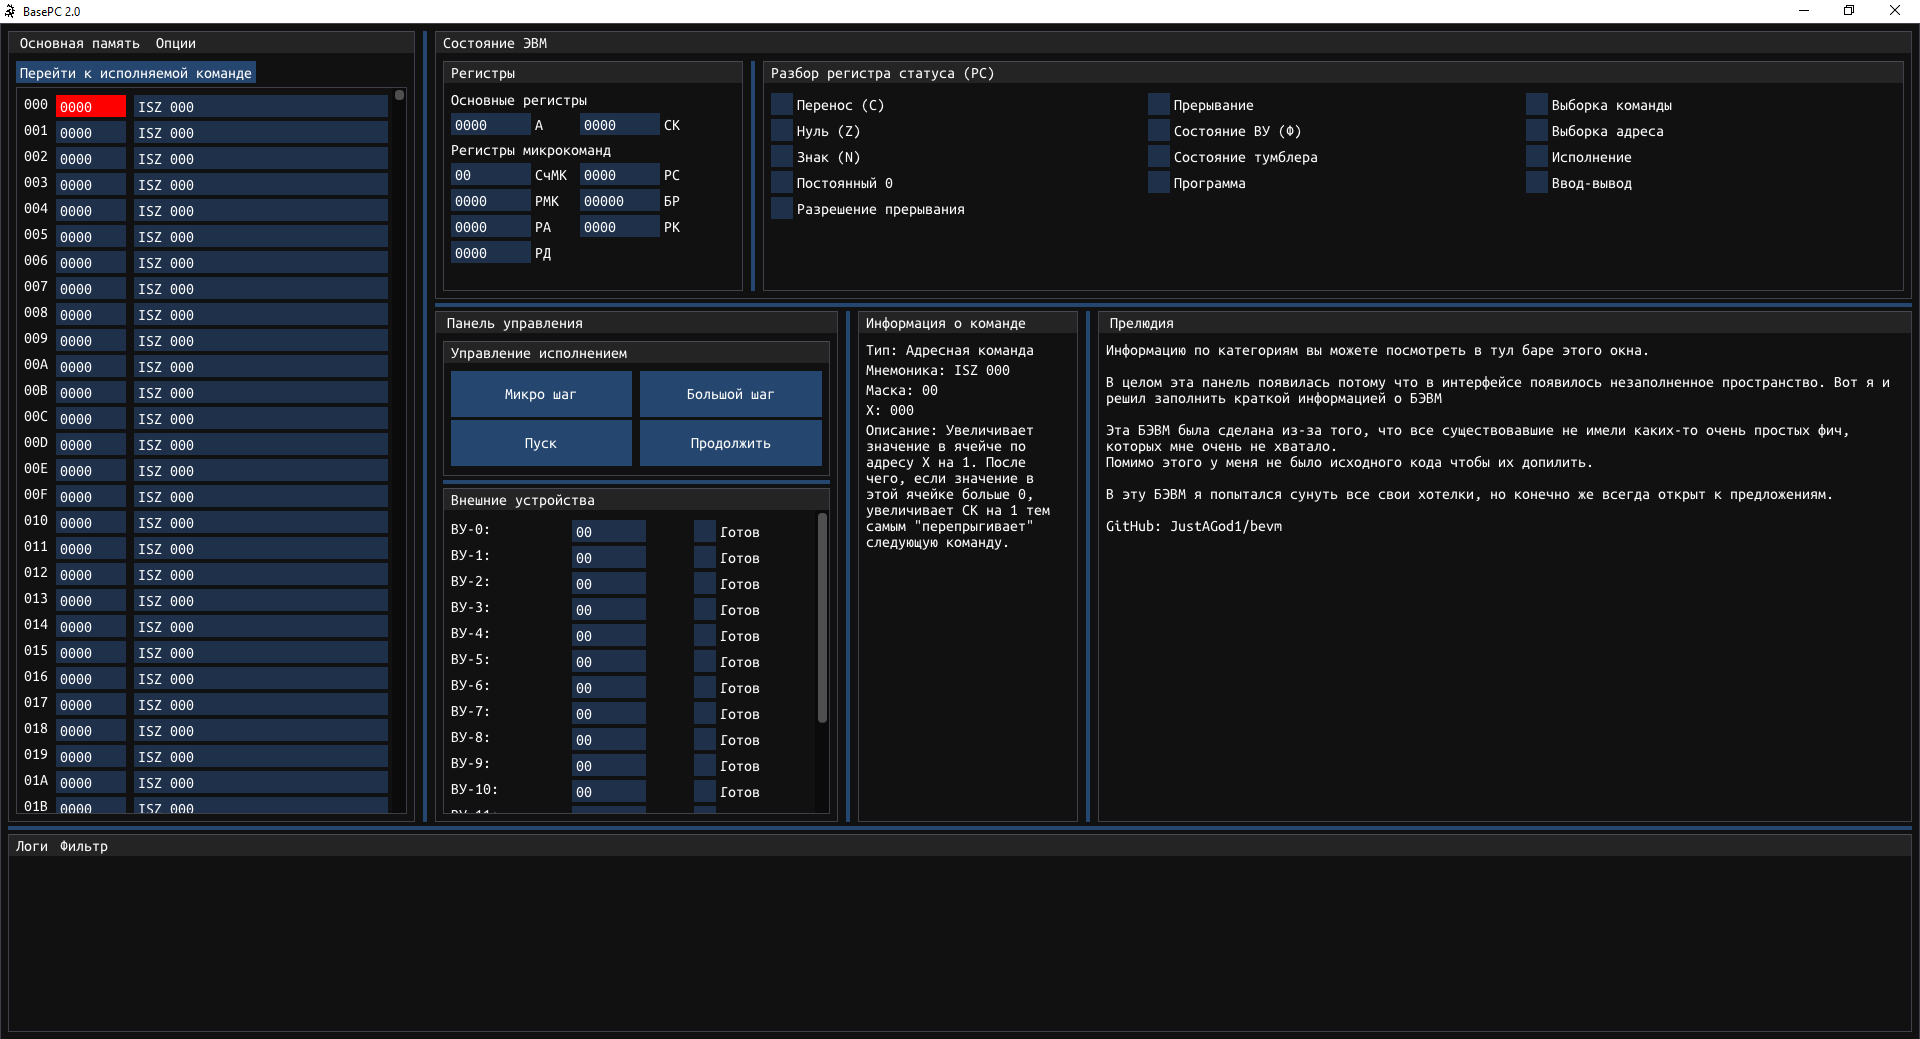 BasePC 2.0
Основная память Опции
Перейти к исполняемой команде
000 0000 ISZ 000
001 0000 ISZ 000
002 0000 ISZ 000
003 0000 ISZ 000
004 0000 ISZ 000
005 0000 ISZ 000
006 0000 ISZ 000
007 0000 ISZ 000
008 0000 ISZ 000
009 0000 ISZ 000
00A 0000 ISZ 000
00B 0000 ISZ 000
00C 0000 ISZ 000
00D 0000 ISZ 000
00E 0000 ISZ 000
00F 0000 ISZ 000
010 0000 ISZ 000
011 0000 ISZ 000
012 0000 ISZ 000
013 0000 ISZ 000
014 0000 ISZ 000
015 0000 ISZ 000
016 0000 ISZ 000
017 0000 ISZ 000
018 0000 ISZ 000
019 0000 ISZ 000
01A 0000 ISZ 000
01B 0000 ISZ 000
Состояние ЭВМ
Регистры
Основные регистры
0000 А 0000 СК
Регистры микрокоманд
00 СчМК 0000 РС
0000 РМК 00000 БР
0000 РА 0000 РК
0000 РД
Разбор регистра статуса (РС)
Перенос (C) Прерывание Выборка команды
Нуль (Z) Состояние ВУ (Ф) Выборка адреса
Знак (N) Состояние тумблера Исполнение
Постоянный 0 Программа Ввод-вывод
Разрешение прерывания
Панель управления
Управление исполнением
Микро шаг Большой шаг
Пуск Продолжить
Внешние устройства
ВУ-0: 00 Готов
ВУ-1: 00 Готов
ВУ-2: 00 Готов
ВУ-3: 00 Готов
ВУ-4: 00 Готов
ВУ-5: 00 Готов
ВУ-6: 00 Готов
ВУ-7: 00 Готов
ВУ-8: 00 Готов
ВУ-9: 00 Готов
ВУ-10: 00 Готов
Информация о команде
Тип: Адресная команда
Мнемоника: ISZ 000
Маска: 00
X: 000
Описание: Увеличивает
значение в ячейче по
адресу X на 1. После
чего, если значение в
этой ячейке больше 0,
увеличивает СК на 1 тем
самым "перепрыгивает"
следующую команду.
Прелюдия
Информацию по категориям вы можете посмотреть в тул баре этого окна.
В целом эта панель появилась потому что в интерфейсе появилось незаполненное пространство. Вот я и
решил заполнить краткой информацией о БЭВМ
Эта БЭВМ была сделана из-за того, что все существовавшие не имели каких-то очень простых фич,
которых мне очень не хватало.
Помимо этого у меня не было исходного кода чтобы их допилить.
В эту БЭВМ я попытался сунуть все свои хотелки, но конечно же всегда открыт к предложениям.
GitHub: JustAGod1/bevm
Логи Фильтр